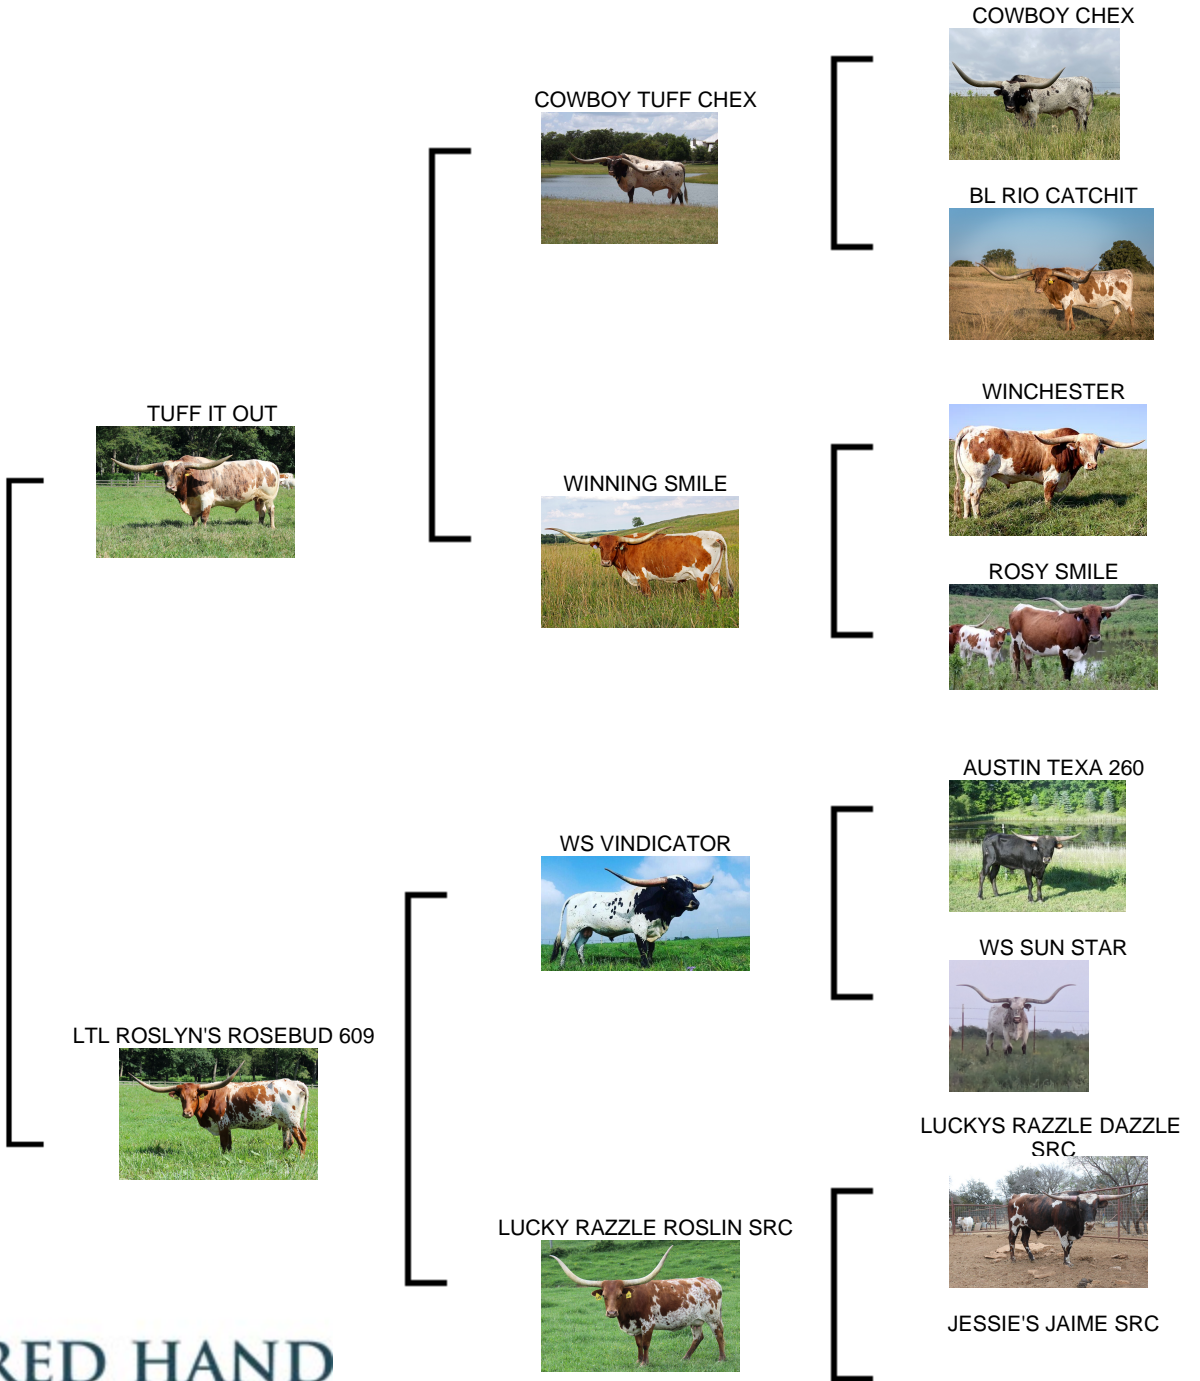 COWBOY CHEX
COWBOY TUFF CHEX
BL RIO CATCHIT
WINCHESTER
TUFF IT OUT
WINNING SMILE
ROSY SMILE
AUSTIN TEXA 260
WS VINDICATOR
WS SUN STAR
LTL ROSLYN'S ROSEBUD 609
LUCKYS RAZZLE DAZZLE
SRC
LUCKY RAZZLE ROSLIN SRC
JESSIE'S JAIME SRC
RED HAND